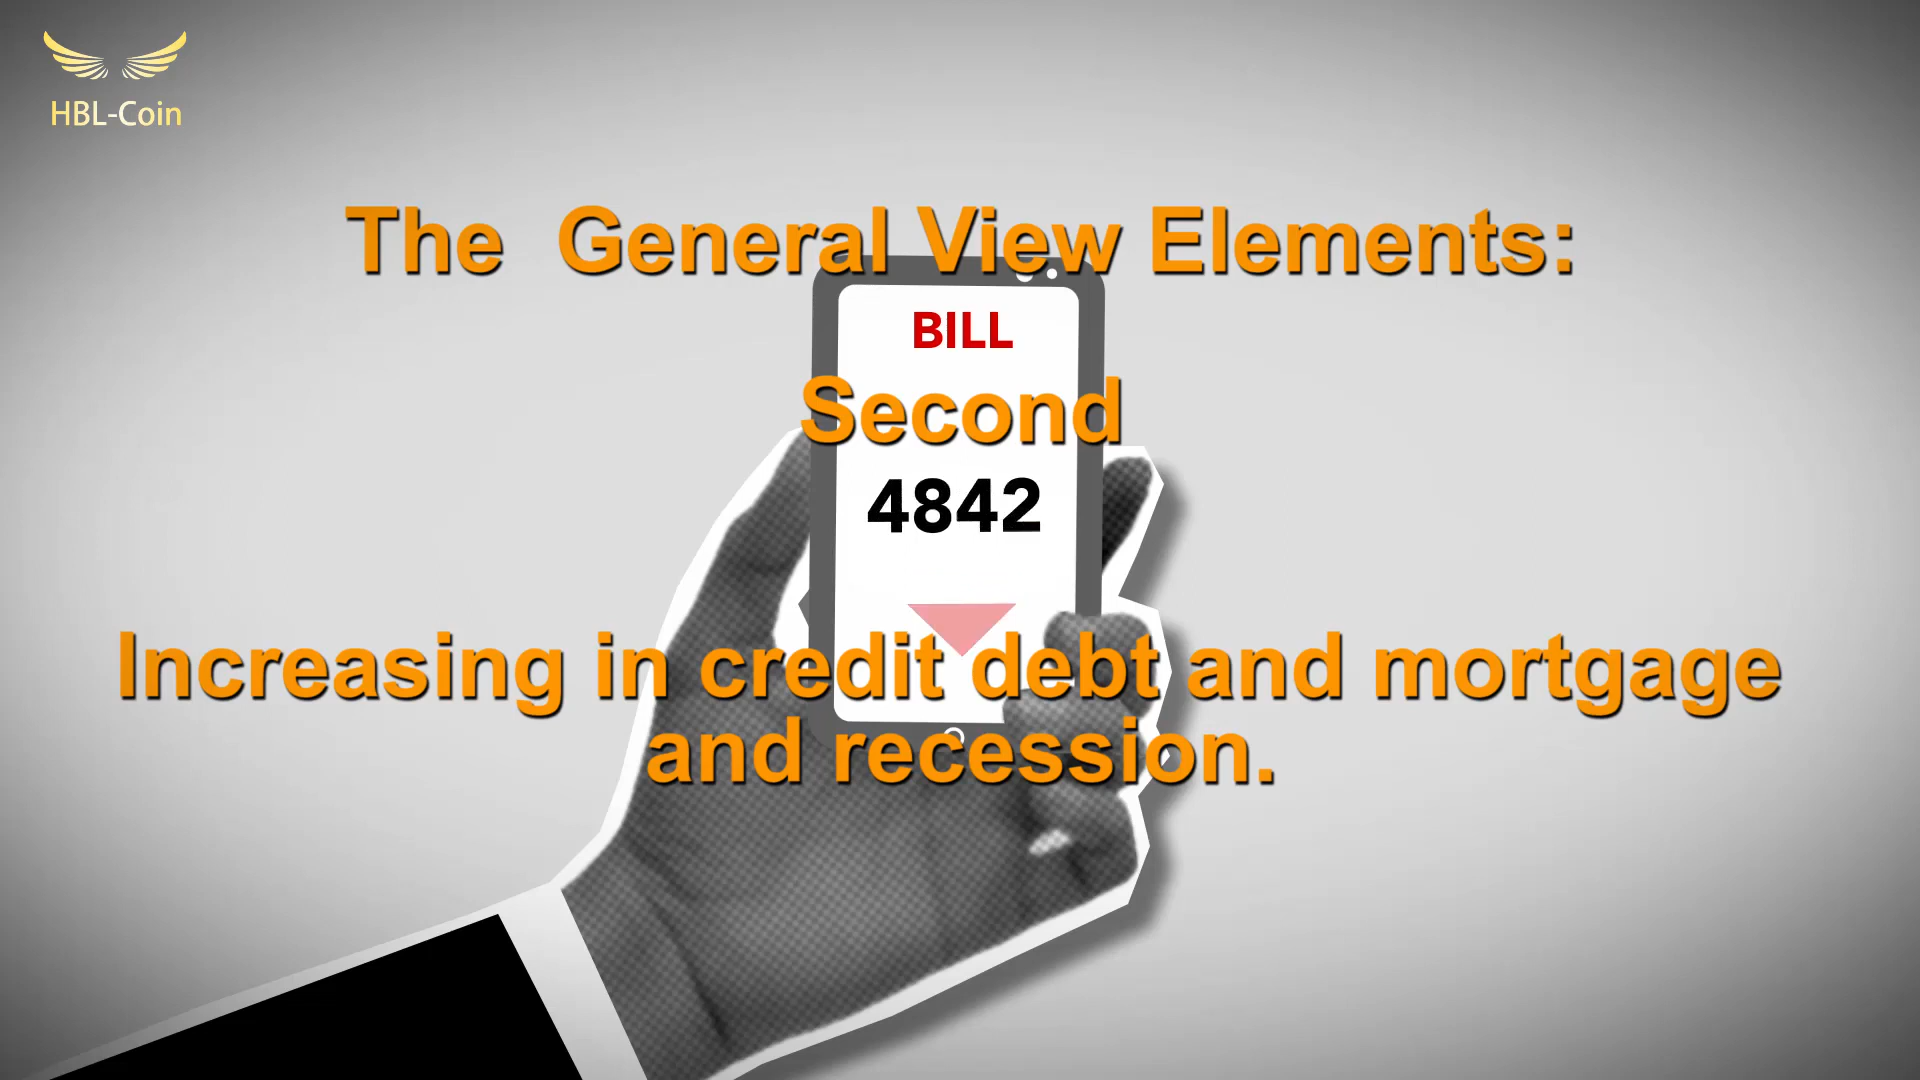 HBL-Coin
The  General View Elements:
BILL
Second
4842
Increasing in credit debt and mortgage
and recession.